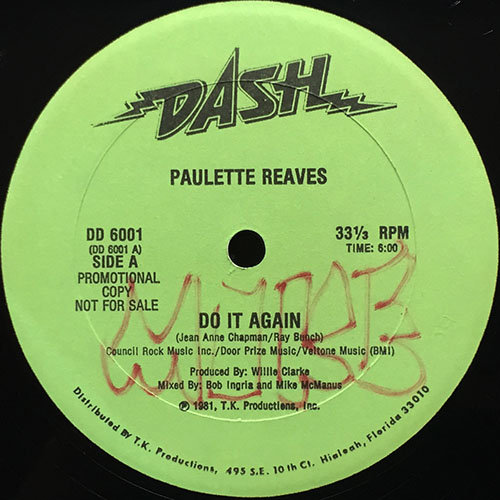 DASH
PAULETTE REAVES
DD 6001
(DD 6001 A)
SIDE A
PROMOTIONAL
COPY
NOT FOR SALE
33 1/3 RPM
TIME: 5:00
DO IT AGAIN
(Jean Anne Chapman/Ray Bunch)
Council Rock Music Inc./Door Prize Music/Veltone Music (BMI)
Produced By: Willie Clarke
Mixed By: Bob Ingria and Mike McManus
℗ 1981, T.K. Productions, Inc.
Distributed By T.K. Productions, 495 S.E. 10th Ct. Hialeah, Florida 33010